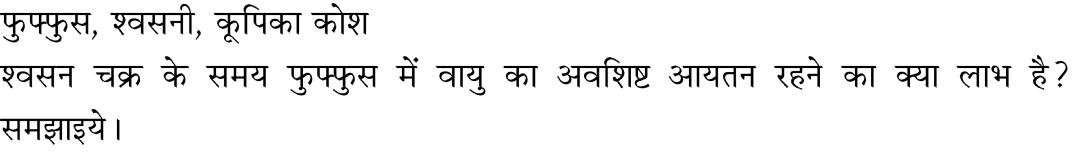 फुफ्फुस, श्वसनी, कूपिका कोश
श्वसन चक्र के समय फुफ्फुस में वायु का अवशिष्ट आयतन रहने का क्या लाभ है?
समझाइये।